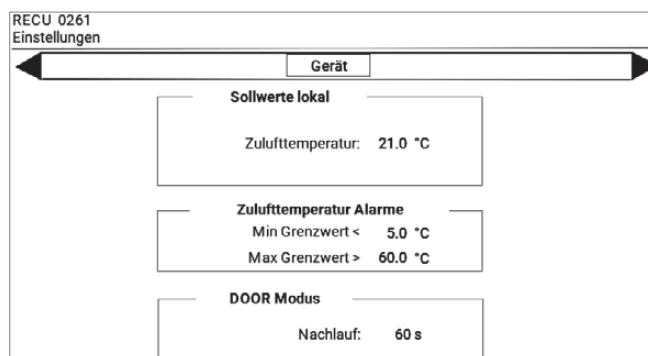 RECU 0261
Einstellungen
Gerät
Sollwerte lokal
Zulufttemperatur: 21.0 °C
Zulufttemperatur Alarme
Min Grenzwert < 5.0 °C
Max Grenzwert > 60.0 °C
DOOR Modus
Nachlauf: 60 s